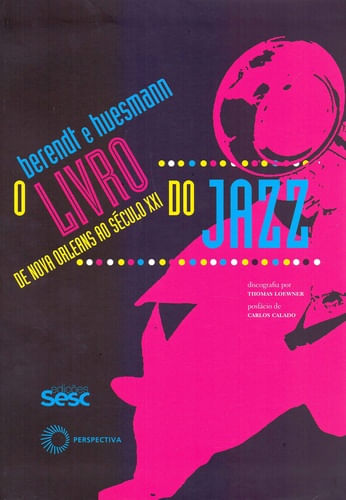 berendt e huesmann
O LIVRO DO JAZZ
DE NOVA ORLEANS AO SÉCULO XXI
discografia por
THOMAS LOEWNER
posfácio de
CARLOS CALADO
edições
Sesc
PERSPECTIVA